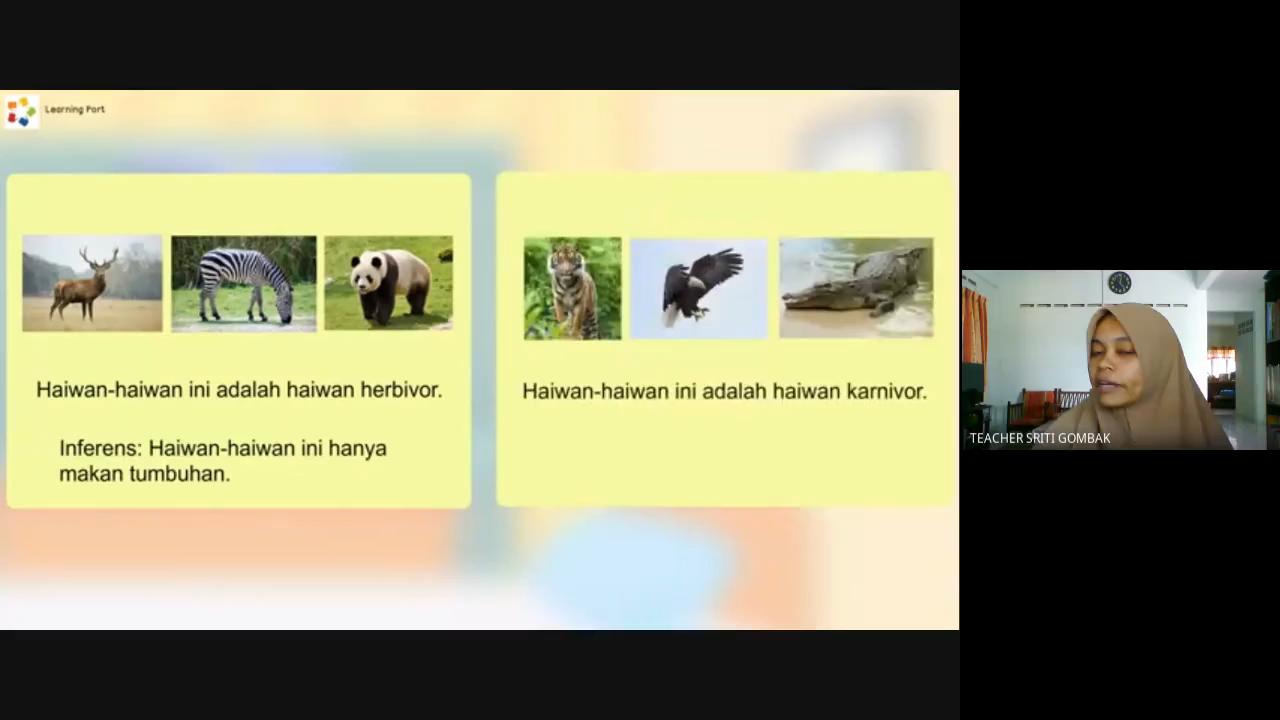 Learning Port
Haiwan-haiwan ini adalah haiwan herbivor.
Inferens: Haiwan-haiwan ini hanya
makan tumbuhan.
Haiwan-haiwan ini adalah haiwan karnivor.
TEACHER SRITI GOMBAK